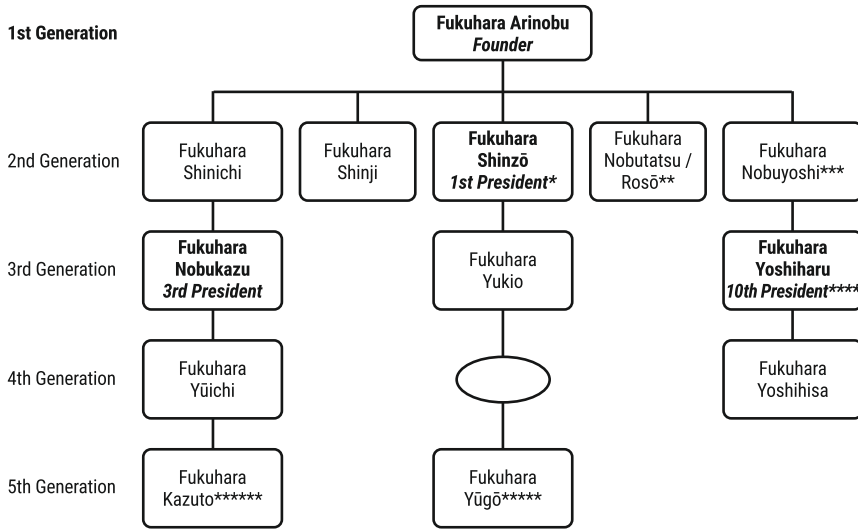 1st Generation
Fukuhara Arinobu
Founder
2nd Generation
Fukuhara
Shinichi
Fukuhara
Shinji
Fukuhara
Shinzō
1st President*
Fukuhara
Nobutatsu /
Rosō**
Fukuhara
Nobuyoshi***
3rd Generation
Fukuhara
Nobukazu
3rd President
Fukuhara
Yukio
Fukuhara
Yoshiharu
10th President****
4th Generation
Fukuhara
Yūichi
Fukuhara
Yoshihisa
5th Generation
Fukuhara
Kazuto******
Fukuhara
Yūgō*****